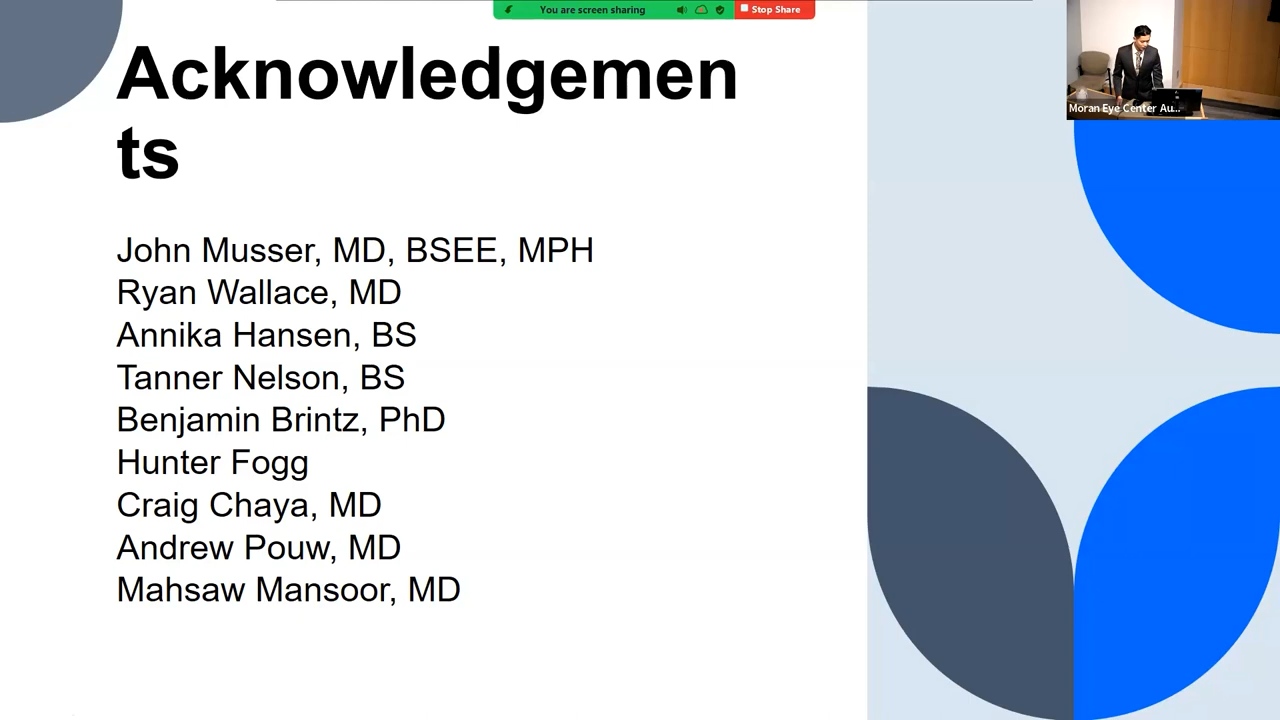 You are screen sharing
Stop Share
Moran Eye Center Au...
Acknowledgemen
ts
John Musser, MD, BSEE, MPH
Ryan Wallace, MD
Annika Hansen, BS
Tanner Nelson, BS
Benjamin Brintz, PhD
Hunter Fogg
Craig Chaya, MD
Andrew Pouw, MD
Mahsaw Mansoor, MD